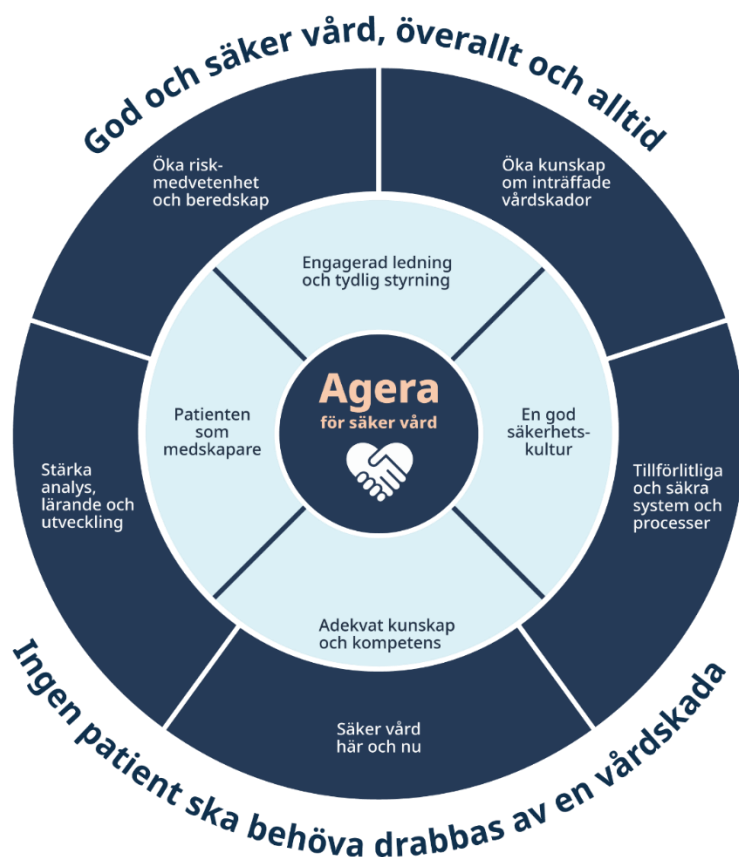 God och säker vård, överallt och alltid
Öka risk-
medvetenhet
och beredskap
Öka kunskap
om inträffade
vårdskador
Engagerad ledning
och tydlig styrning
Agera
för säker vård
Patienten
som
medskapare
En god
säkerhets-
kultur
Stärka
analys,
lärande och
utveckling
Tillförlitliga
och säkra
system och
processer
Adekvat kunskap
och kompetens
Säker vård
här och nu
Ingen patient ska behöva drabbas av en vårdskada